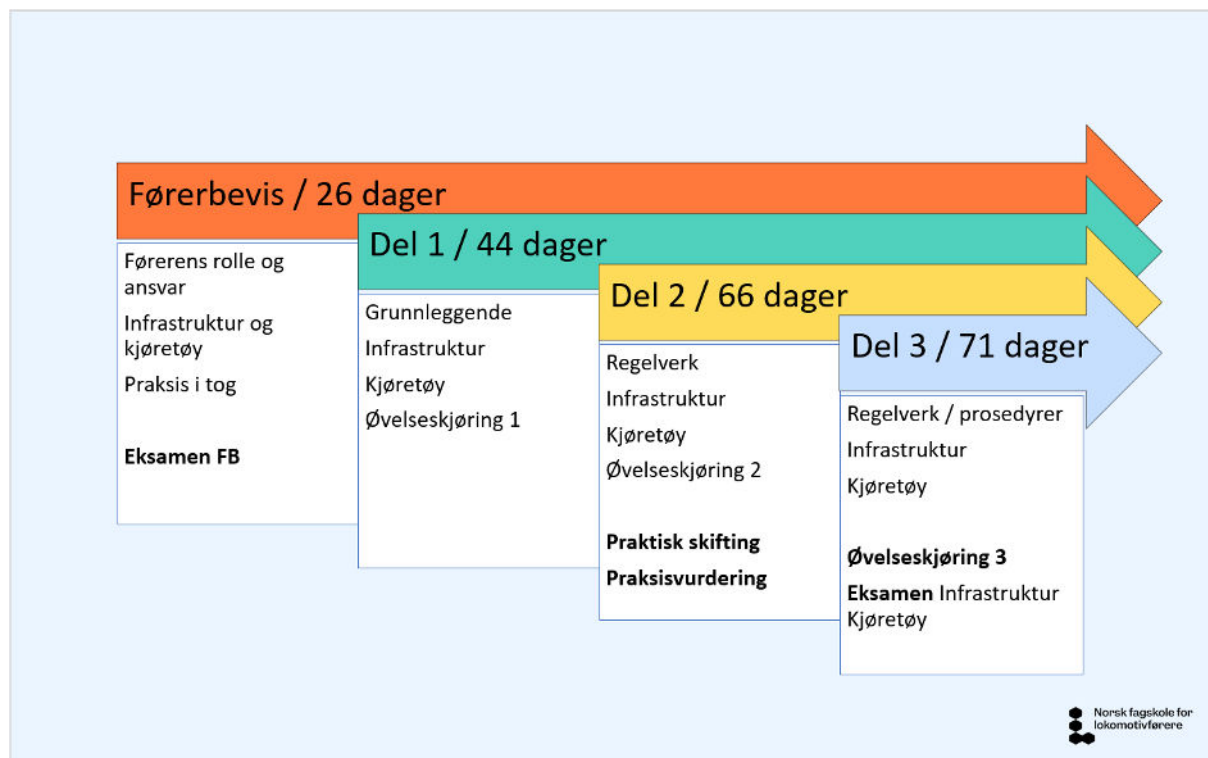 Førerbevis / 26 dager
Førerens rolle og
ansvar
Infrastruktur og
kjøretøy
Praksis i tog
Eksamen FB
Del 1 / 44 dager
Grunnleggende
Infrastruktur
Kjøretøy
Øvelseskjøring 1
Del 2 / 66 dager
Regelverk
Infrastruktur
Kjøretøy
Øvelseskjøring 2
Praktisk skifting
Praksisvurdering
Del 3 / 71 dager
Regelverk / prosedyrer
Infrastruktur
Kjøretøy
Øvelseskjøring 3
Eksamen Infrastruktur
Kjøretøy
Norsk fagskole for
lokomotivførere